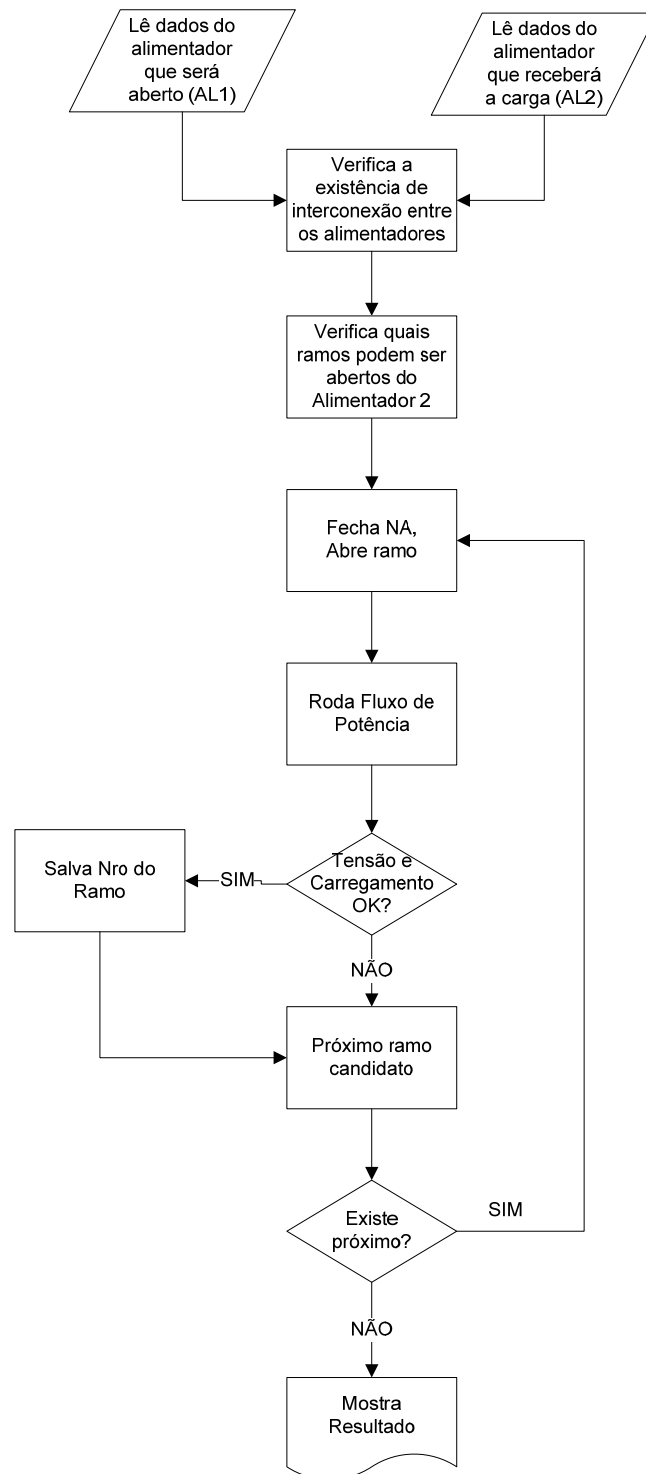 Lê dados do
alimentador
que será
aberto (AL1)
Lê dados do
alimentador
que receberá
a carga (AL2)
Verifica a
existência de
interconexão entre
os alimentadores
Verifica quais
ramos podem ser
abertos do
Alimentador 2
Fecha NA,
Abre ramo
Roda Fluxo de
Potência
Tensão e
Carregamento
OK?
SIM
Salva Nro do
Ramo
NÃO
Próximo ramo
candidato
Existe
próximo?
SIM
NÃO
Mostra
Resultado